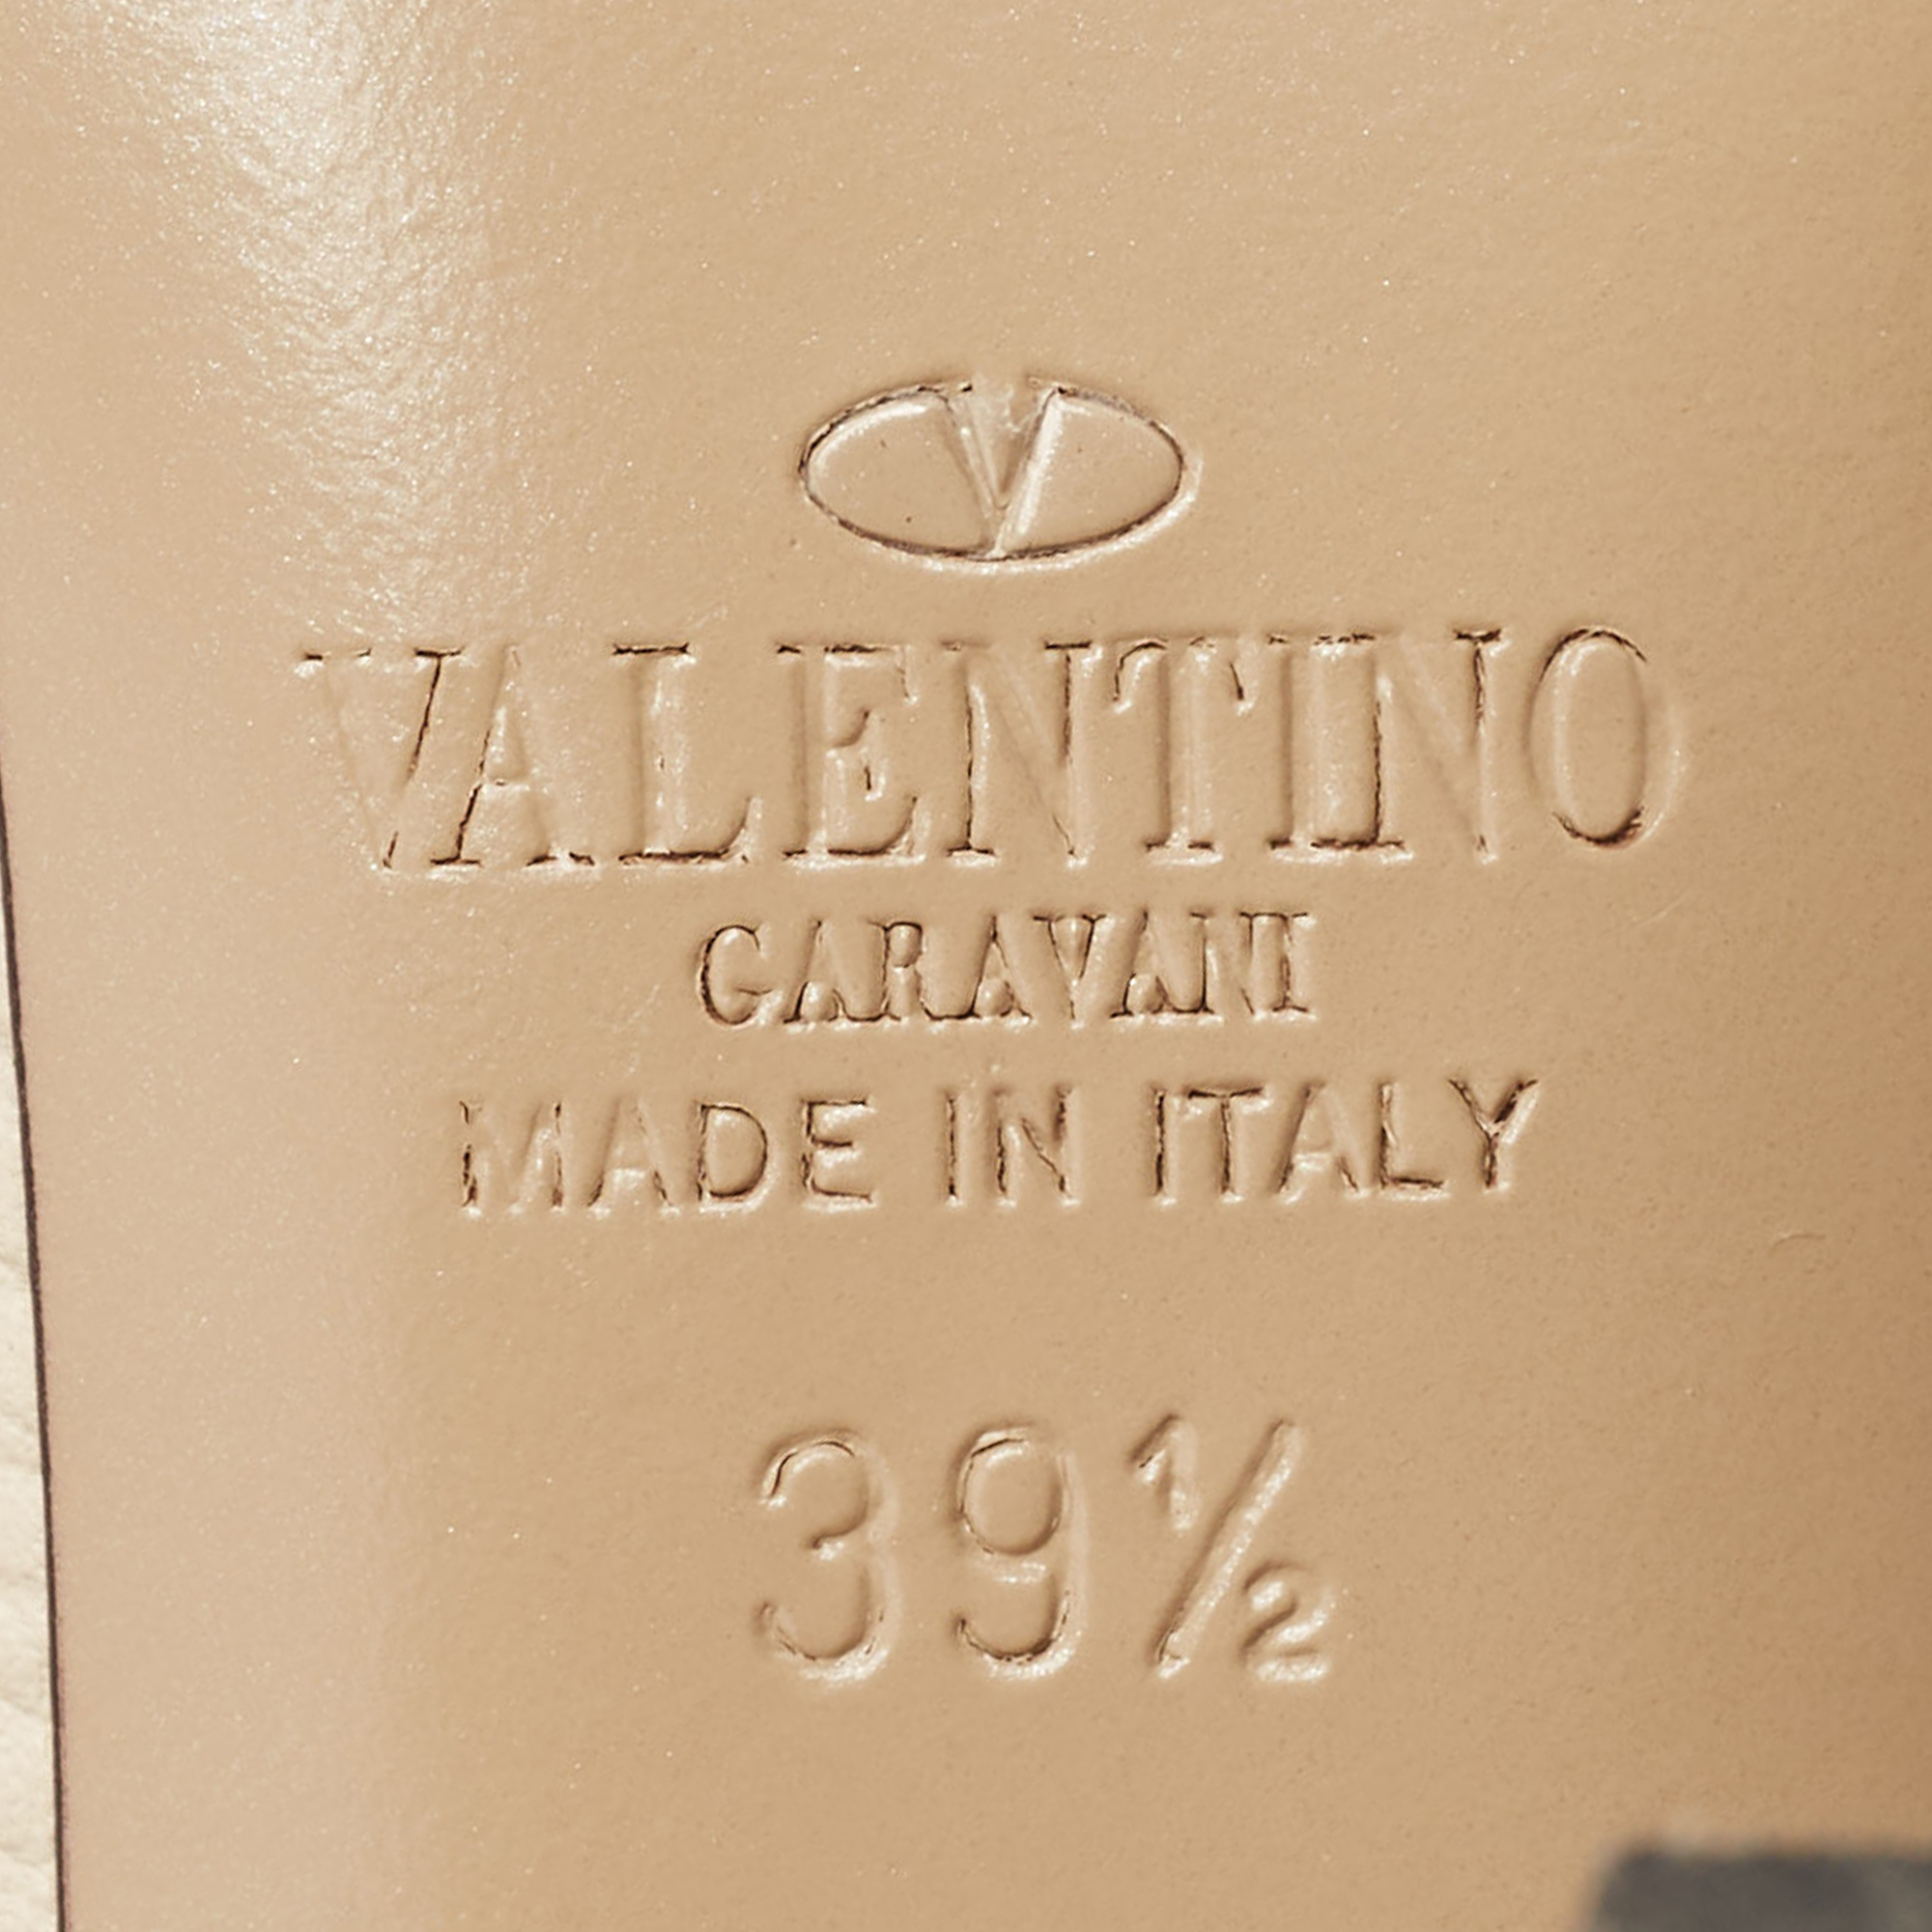 V
VALENTINO
GARAVANI
MADE IN ITALY
39½